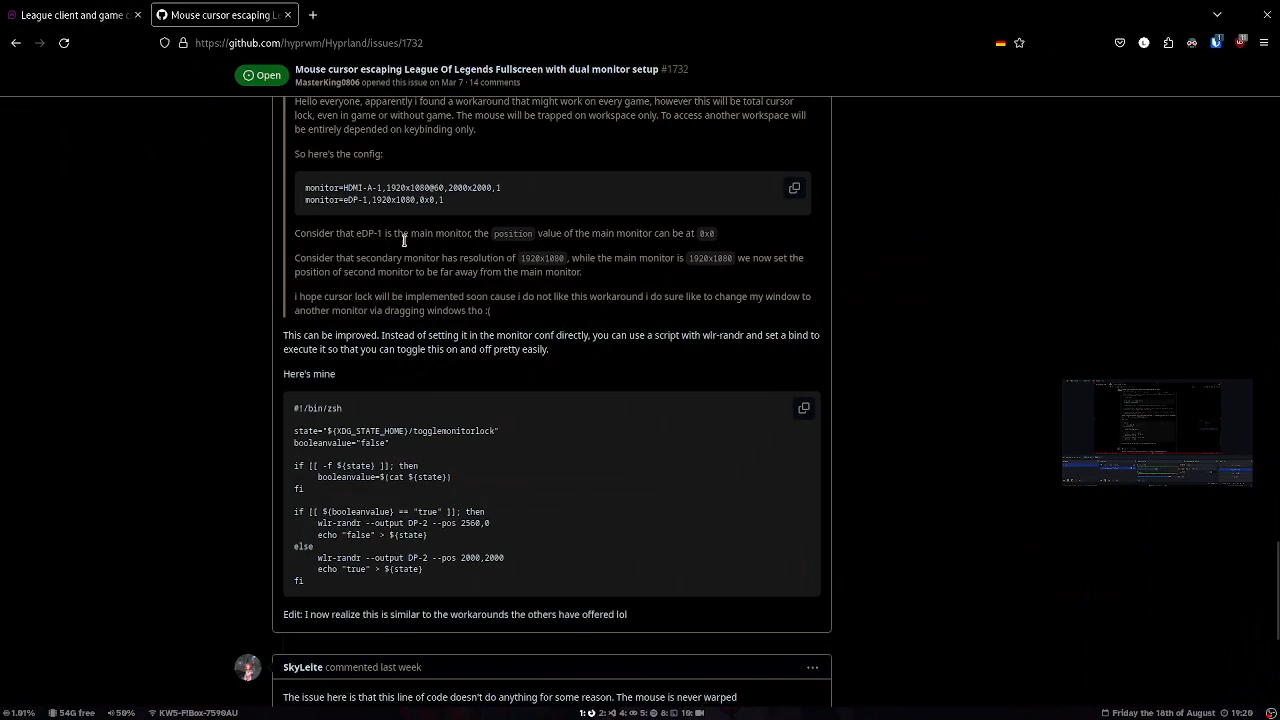 League client and game c
Mouse cursor escaping Le
https://github.com/hyprwm/Hyprland/issues/1732
Open
Mouse cursor escaping League Of Legends Fullscreen with dual monitor setup #1732
MasterKing0806 opened this issue on Mar 7 · 14 comments
Hello everyone, apparently i found a workaround that might work on every game, however this will be total cursor
lock, even in game or without game. The mouse will be trapped on workspace only. To access another workspace will
be entirely depended on keybinding only.
So here's the config:
monitor=HDMI-A-1,1920x1080@60,2000x2000,1
monitor=eDP-1,1920x1080,0x0,1
Consider that eDP-1 is the main monitor, the position value of the main monitor can be at 0x0
Consider that secondary monitor has resolution of 1920x1080, while the main monitor is 1920x1080 we now set the
position of second monitor to be far away from the main monitor.
i hope cursor lock will be implemented soon cause i do not like this workaround i do sure like to change my window to
another monitor via dragging windows tho :(
This can be improved. Instead of setting it in the monitor conf directly, you can use a script with wlr-randr and set a bind to
execute it so that you can toggle this on and off pretty easily.
Here's mine
#!/bin/zsh
state="${XDG_STATE_HOME}/togglemonitorlock"
booleanvalue="false"
if [[ -f ${state} ]]; then
booleanvalue=$(cat ${state})
fi
if [[ ${booleanvalue} == "true" ]]; then
wlr-randr --output DP-2 --pos 2560,0
echo "false" > ${state}
else
wlr-randr --output DP-2 --pos 2000,2000
echo "true" > ${state}
fi
Edit: I now realize this is similar to the workarounds the others have offered lol
SkyLeite commented last week
The issue here is that this line of code doesn't do anything for some reason. The mouse is never warped
1.01% 54G free 50% KW5-F!Box-7590AU
1: 2: 4: 5: 8: 10:
Friday the 18th of August 19:20